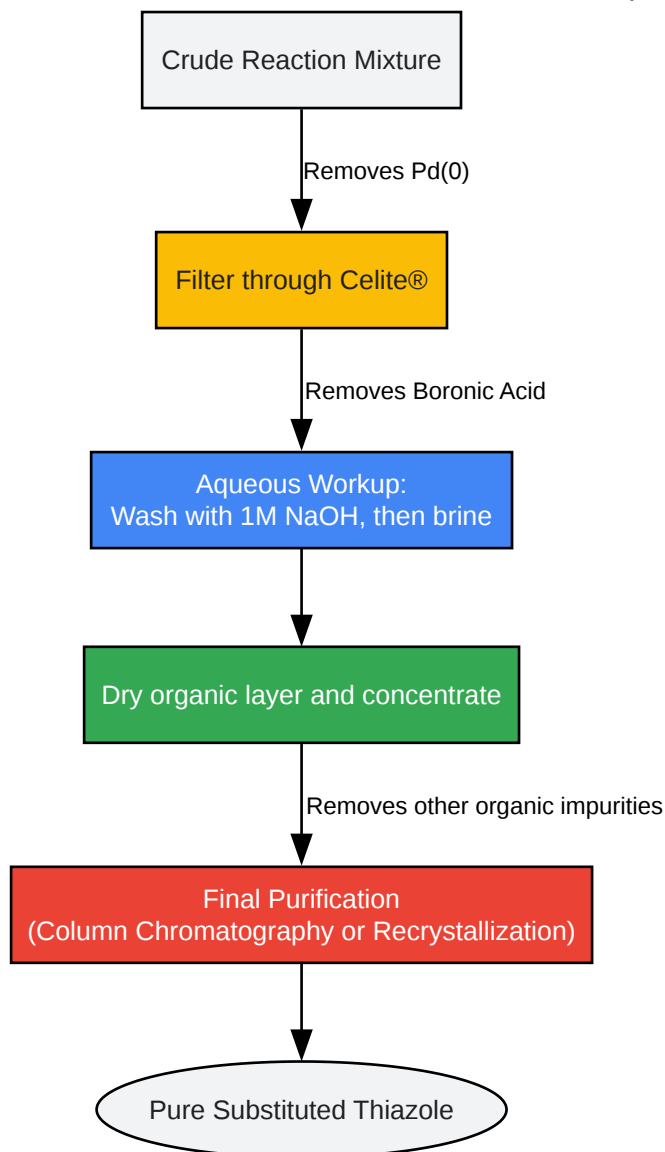 Crude Reaction Mixture
Removes Pd(0)
Filter through Celite®
Removes Boronic Acid
Aqueous Workup:
Wash with 1M NaOH, then brine
Dry organic layer and concentrate
Removes other organic impurities
Final Purification
(Column Chromatography or Recrystallization)
Pure Substituted Thiazole